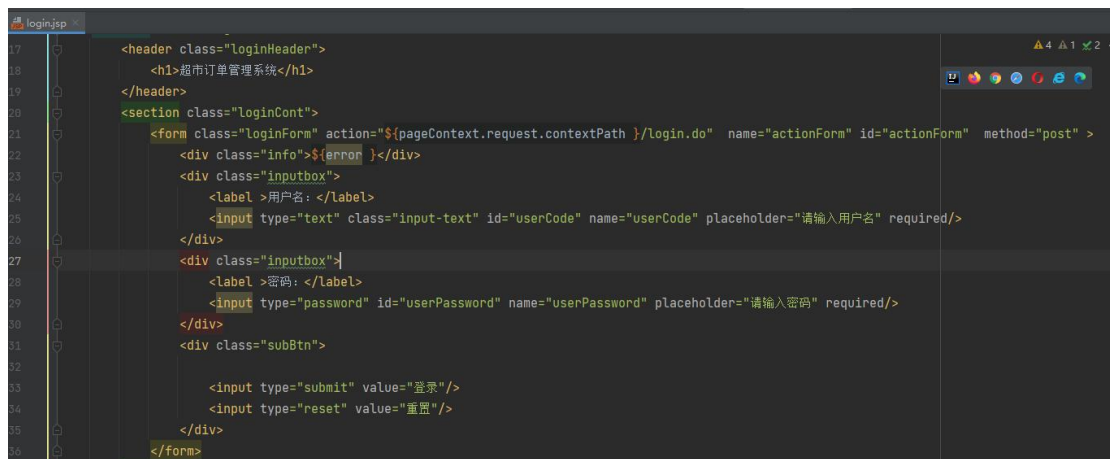 login.jsp
4 1 2
17 <header class="loginHeader">
18 <h1>超市订单管理系统</h1>
19 </header>
20 <section class="loginCont">
21 <form class="loginForm" action="${pageContext.request.contextPath }/login.do"  name="actionForm" id="actionForm"  method="post" >
22 <div class="info">${error }</div>
23 <div class="inputbox">
24 <label >用户名：</label>
25 <input type="text" class="input-text" id="userCode" name="userCode" placeholder="请输入用户名" required/>
26 </div>
27 <div class="inputbox">
28 <label >密码：</label>
29 <input type="password" id="userPassword" name="userPassword" placeholder="请输入密码" required/>
30 </div>
31 <div class="subBtn">
32
33 <input type="submit" value="登录"/>
34 <input type="reset" value="重置"/>
35 </div>
36 </form>